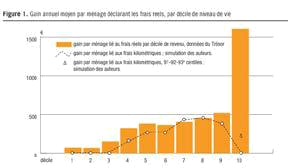 Figure 1. Gain annuel moyen par ménage déclarant les frais réels, par décile de niveau de vie
€
gain par ménage lié au frais réels par décile de revenu, données du Trésor
gain par ménage lié aux frais kilométriques ; simulation des auteurs
gain par ménage lié aux frais kilométriques, 91e-92e-93e centiles ;
simulation des auteurs
1500
1000
500
0
décile 1 2 3 4 5 6 7 8 9 10